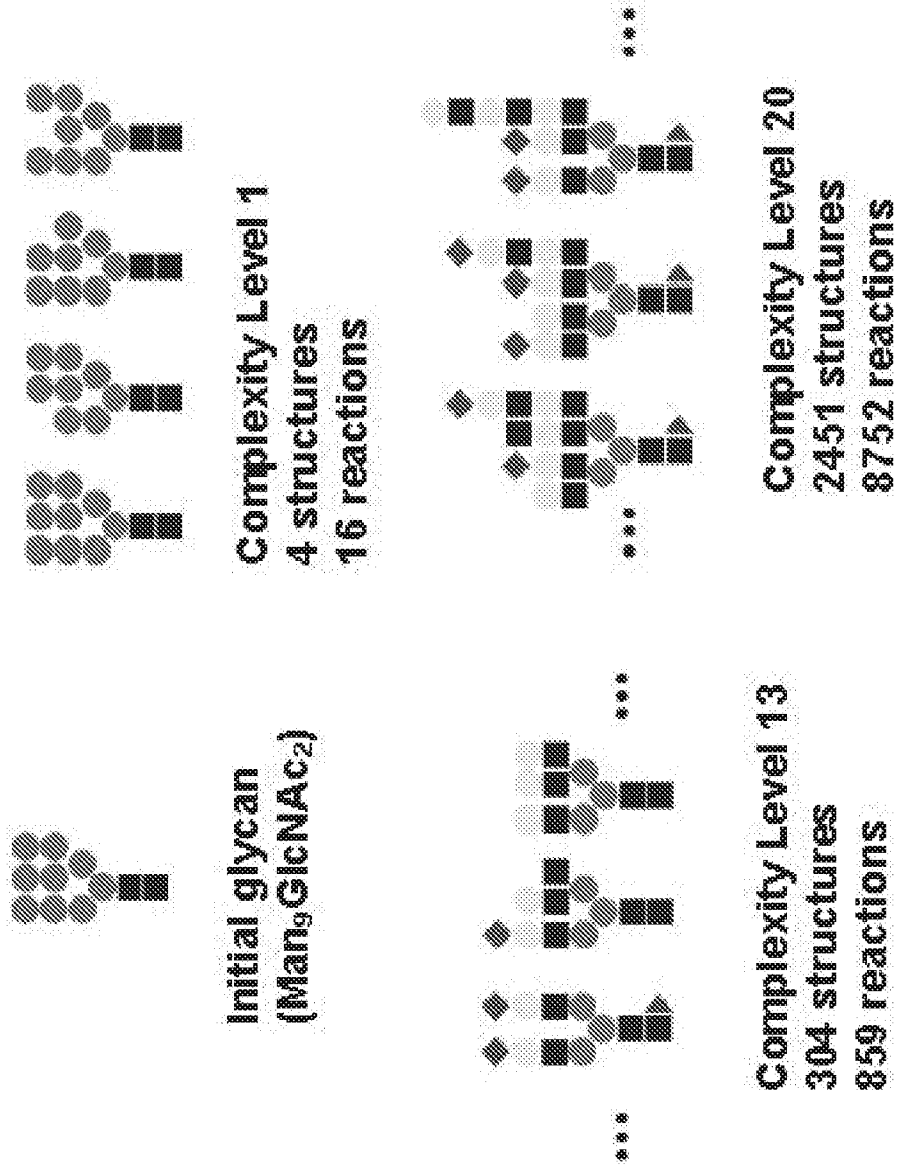 Initial glycan
(Man₉GlcNAc₂)
Complexity Level 1
4 structures
16 reactions
Complexity Level 13
304 structures
859 reactions
Complexity Level 20
2451 structures
8752 reactions